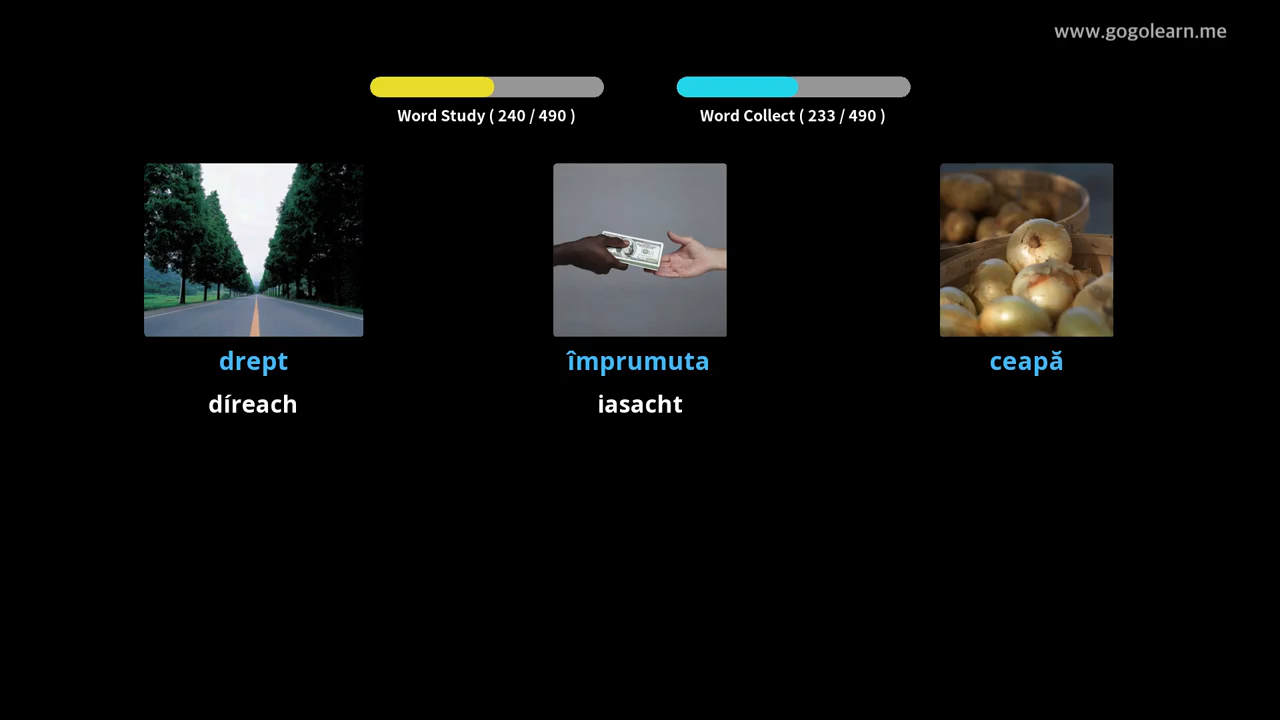 www.gogolearn.me
Word Study ( 240 / 490 )
Word Collect ( 233 / 490 )
drept
împrumuta
ceapă
díreach
iasacht